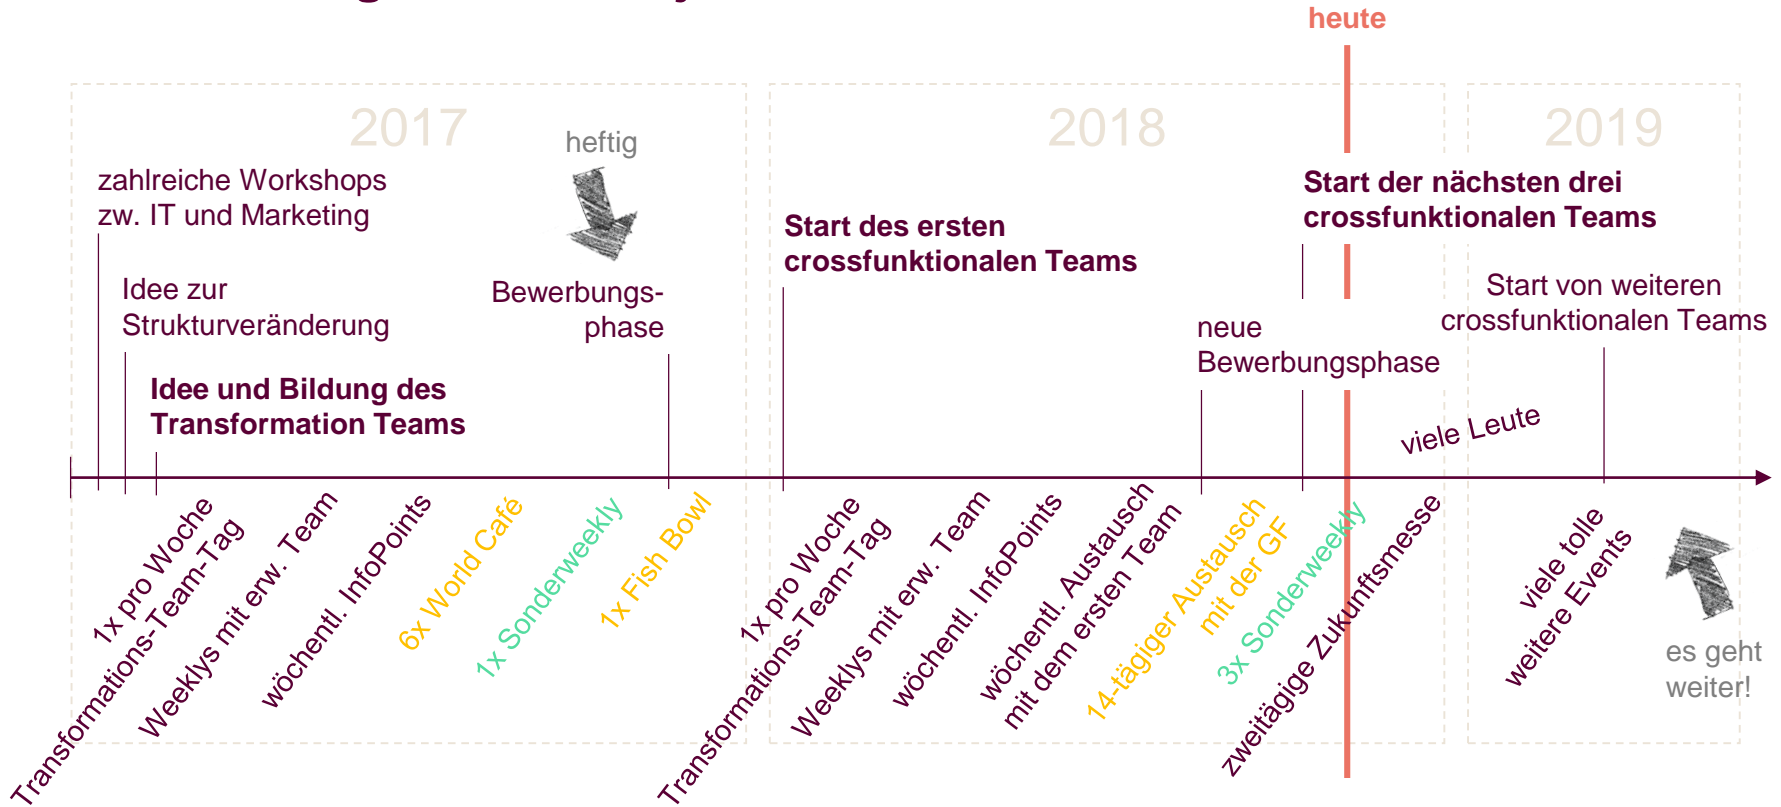 heute
2017
2018
2019
heftig
zahlreiche Workshops
zw. IT und Marketing
Idee zur
Strukturveränderung
Idee und Bildung des
Transformation Teams
Bewerbungs-
phase
Start des ersten
crossfunktionalen Teams
Start der nächsten drei
crossfunktionalen Teams
neue
Bewerbungsphase
Start von weiteren
crossfunktionalen Teams
viele Leute
1x pro Woche
Transformations-Team-Tag
Weeklys mit erw. Team
wöchentl. InfoPoints
6x World Café
1x Sonderweekly
1x Fish Bowl
1x pro Woche
Transformations-Team-Tag
Weeklys mit erw. Team
wöchentl. InfoPoints
wöchentl. Austausch
mit dem ersten Team
14-tägiger Austausch
mit der GF
3x Sonderweekly
zweitägige Zukunftsmesse
viele tolle
weitere Events
es geht
weiter!